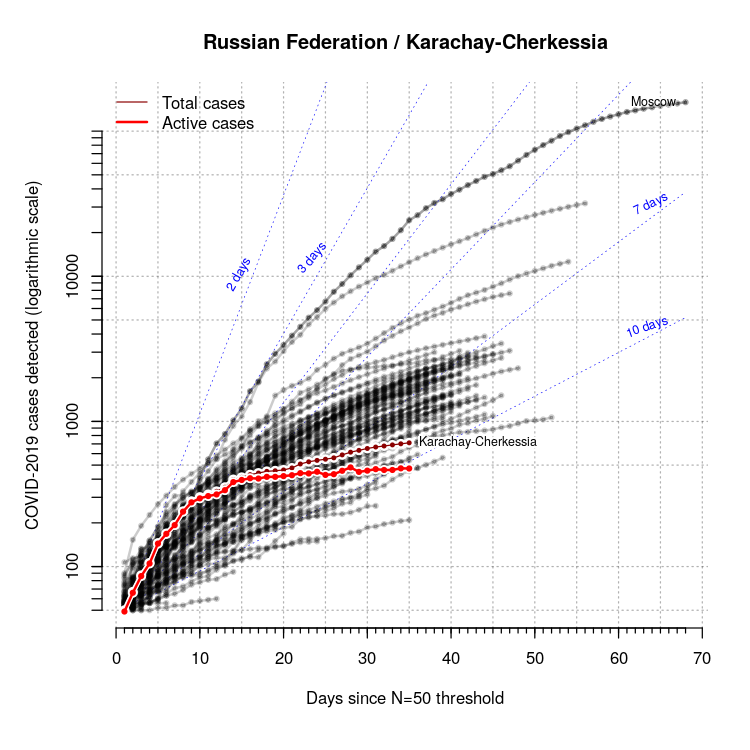 Russian Federation / Karachay-Cherkessia
Total cases
Active cases
Moscow
2 days
3 days
7 days
10 days
Karachay-Cherkessia
COVID-2019 cases detected (logarithmic scale)
10000
1000
100
0 10 20 30 40 50 60 70
Days since N=50 threshold